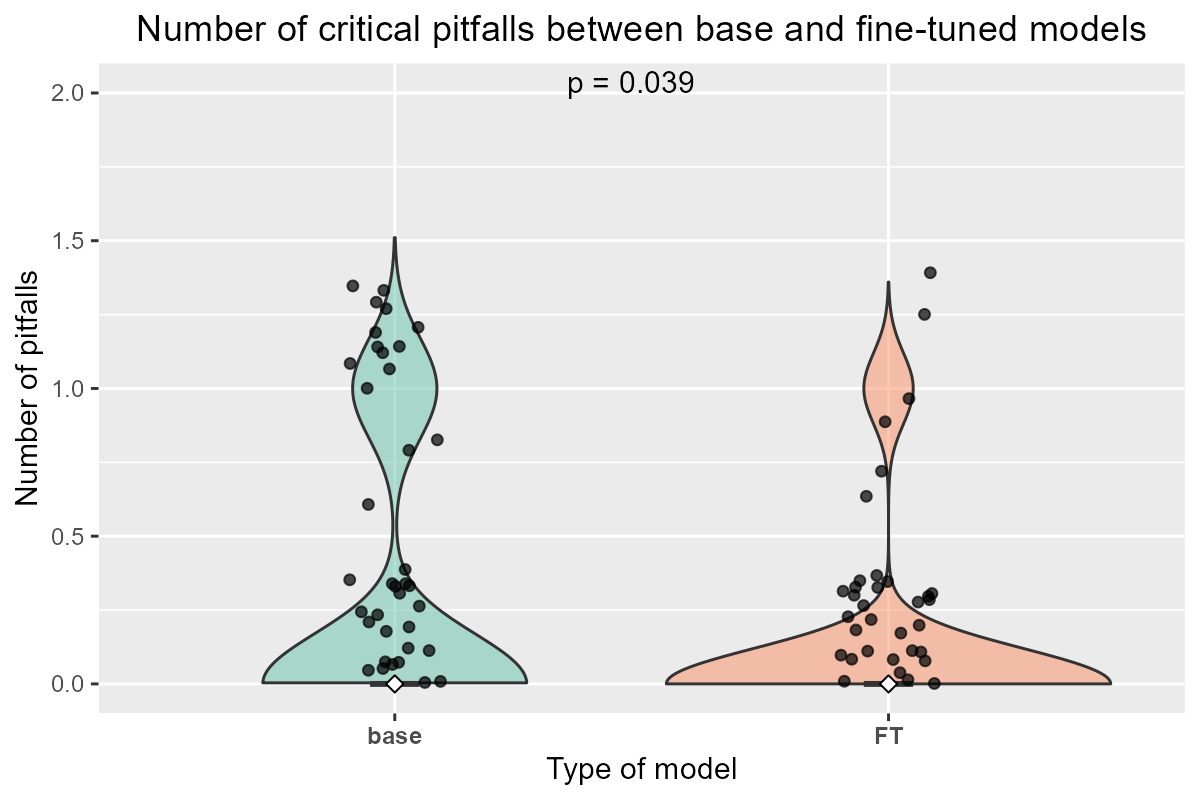 Number of critical pitfalls between base and fine-tuned models
p = 0.039
2.0
1.5
1.0
0.5
0.0
Number of pitfalls
base
FT
Type of model